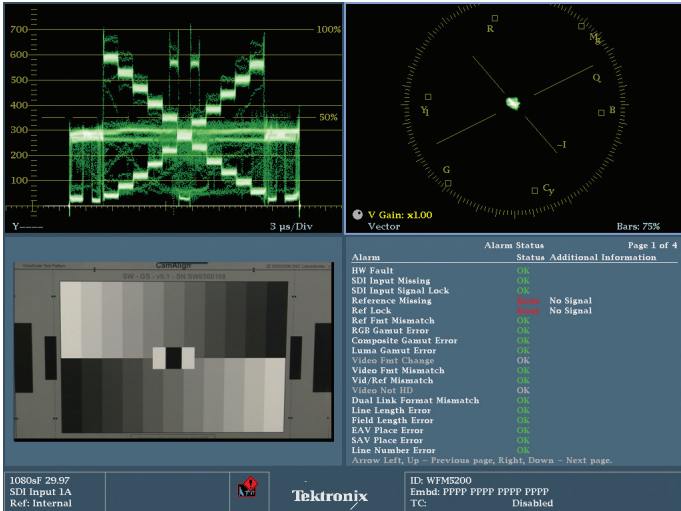 700
600
500
400
300
200
100
100%
50%
Y----
3 µs/Div
R
Mg
Q
B
Yl
-I
G
Cy
V Gain: x1.00
Vector
Bars: 75%
CamAlign
SW - GS -
Alarm Status Page 1 of 4
Alarm Status Additional Information
HW Fault OK
SDI Input Missing OK
SDI Input Signal Lock OK
Reference Missing No Signal
Ref Lock No Signal
Ref Fmt Mismatch OK
RGB Gamut Error OK
Composite Gamut Error OK
Luma Gamut Error OK
Video Fmt Change OK
Video Fmt Mismatch OK
Vid/Ref Mismatch OK
Video Not HD OK
Dual Link Format Mismatch OK
Line Length Error OK
Field Length Error OK
EAV Place Error OK
SAV Place Error OK
Line Number Error OK
Arrow Left, Up - Previous page, Right, Down - Next page.
1080sF 29.97
SDI Input 1A
Ref: Internal
Tektronix
ID: WFM5200
Embd: PPPP PPPP PPPP PPPP
TC: Disabled